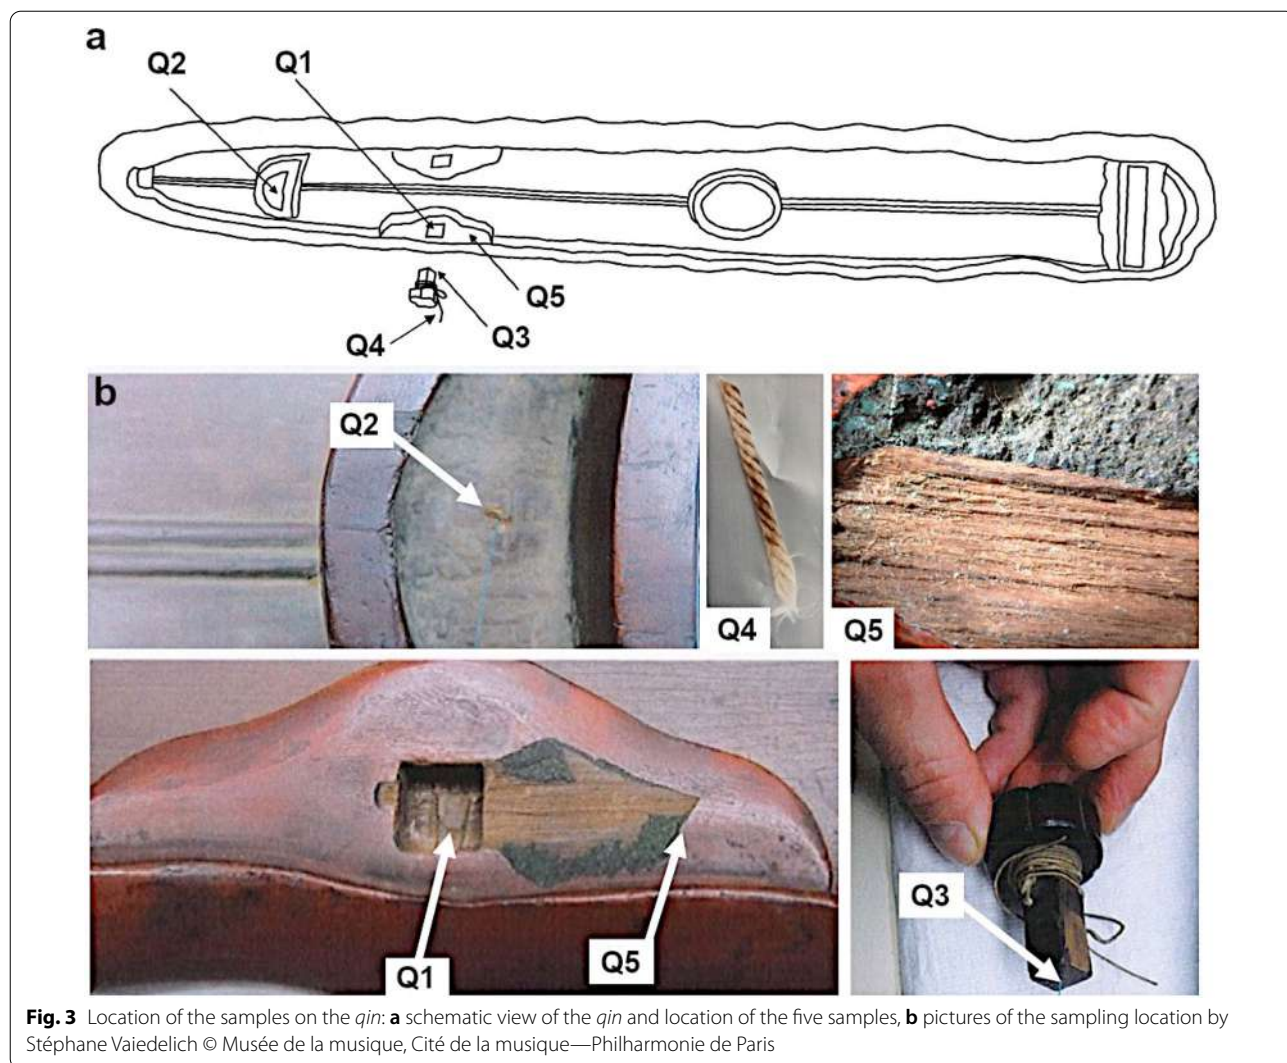 a
Q2
Q1
Q5
Q3
Q4
b
Q2
Q4
Q5
Q1
Q5
Q3
Fig. 3 Location of the samples on the qin: a schematic view of the qin and location of the five samples, b pictures of the sampling location by
Stéphane Vaiedelich © Musée de la musique, Cité de la musique—Philharmonie de Paris